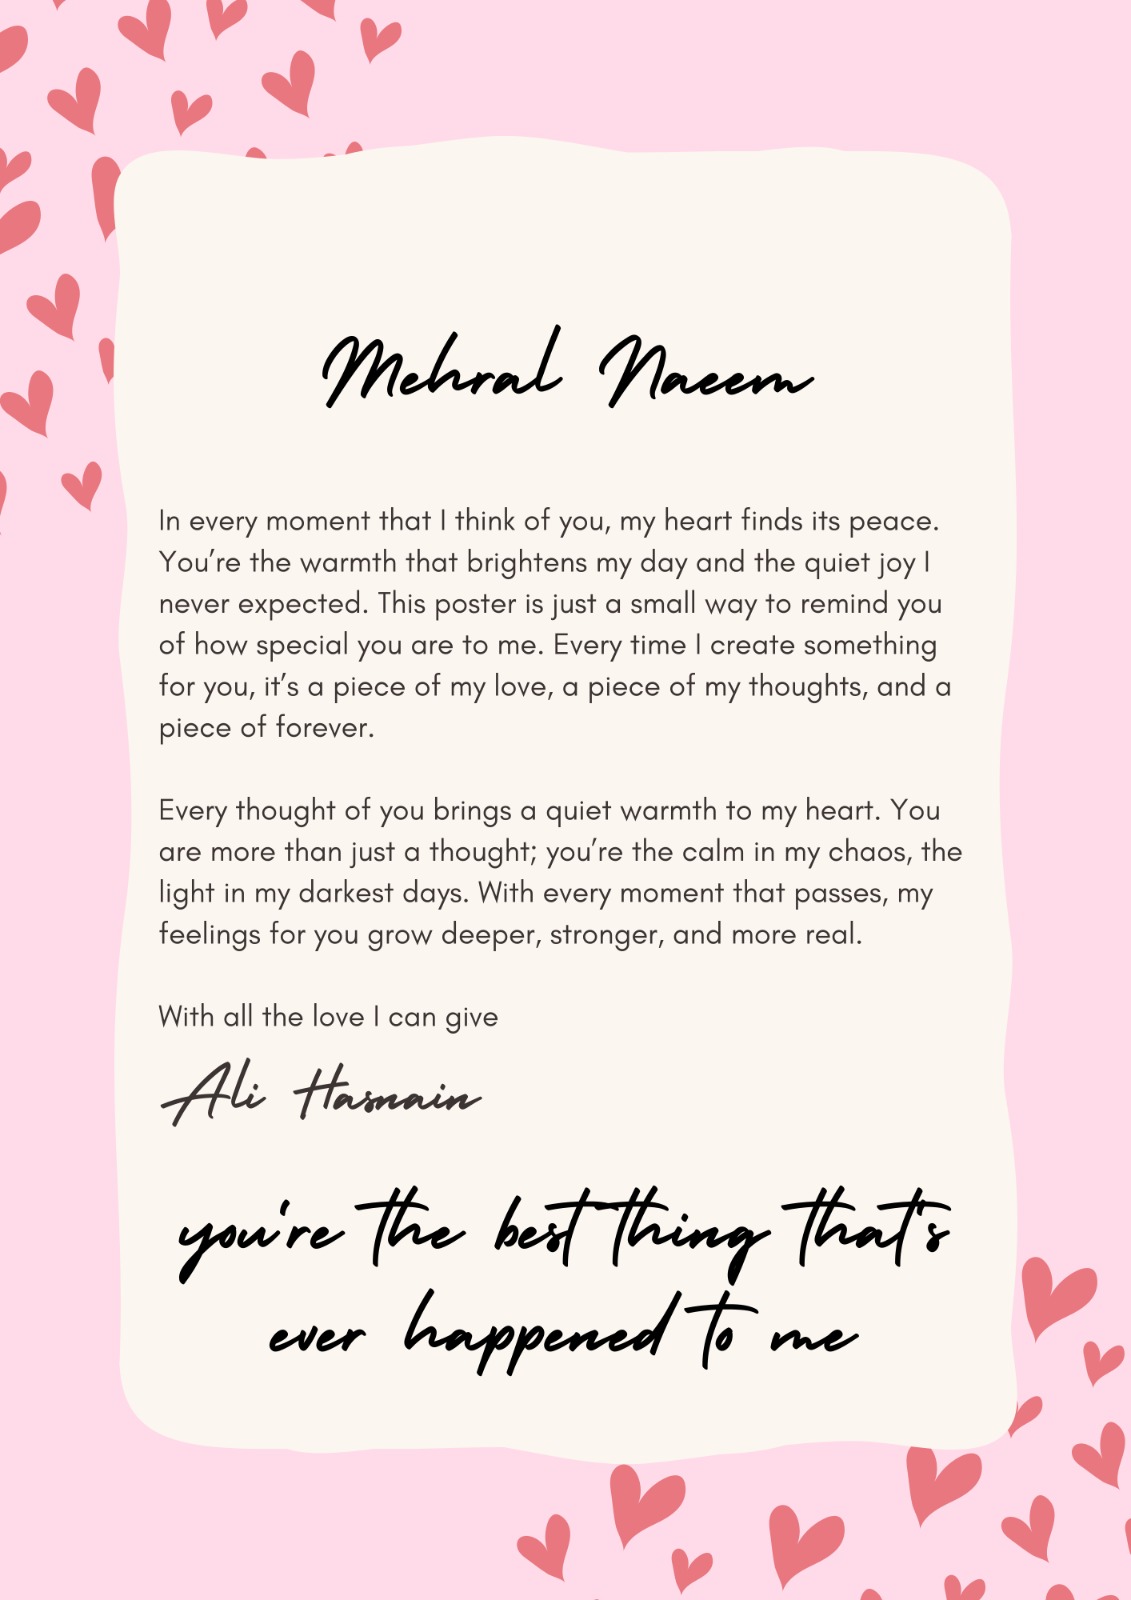 Mehral Naeem
In every moment that I think of you, my heart finds its peace.
You’re the warmth that brightens my day and the quiet joy I
never expected. This poster is just a small way to remind you
of how special you are to me. Every time I create something
for you, it’s a piece of my love, a piece of my thoughts, and a
piece of forever.
Every thought of you brings a quiet warmth to my heart. You
are more than just a thought; you’re the calm in my chaos, the
light in my darkest days. With every moment that passes, my
feelings for you grow deeper, stronger, and more real.
With all the love I can give
Ali Hasnain
you're the best thing that's
ever happened to me